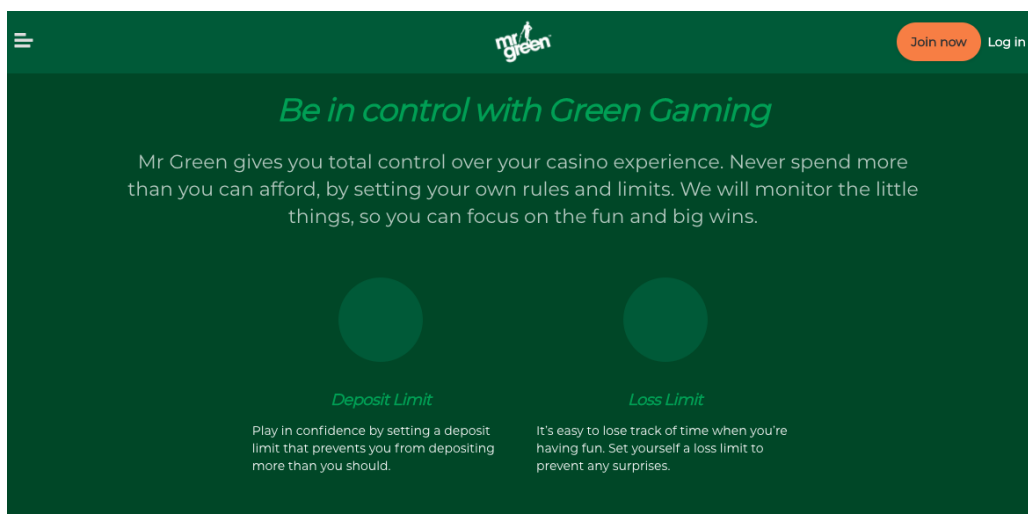 mr green
Join now
Log in
Be in control with Green Gaming
Mr Green gives you total control over your casino experience. Never spend more
than you can afford, by setting your own rules and limits. We will monitor the little
things, so you can focus on the fun and big wins.
Deposit Limit
Play in confidence by setting a deposit
limit that prevents you from depositing
more than you should.
Loss Limit
It's easy to lose track of time when you're
having fun. Set yourself a loss limit to
prevent any surprises.